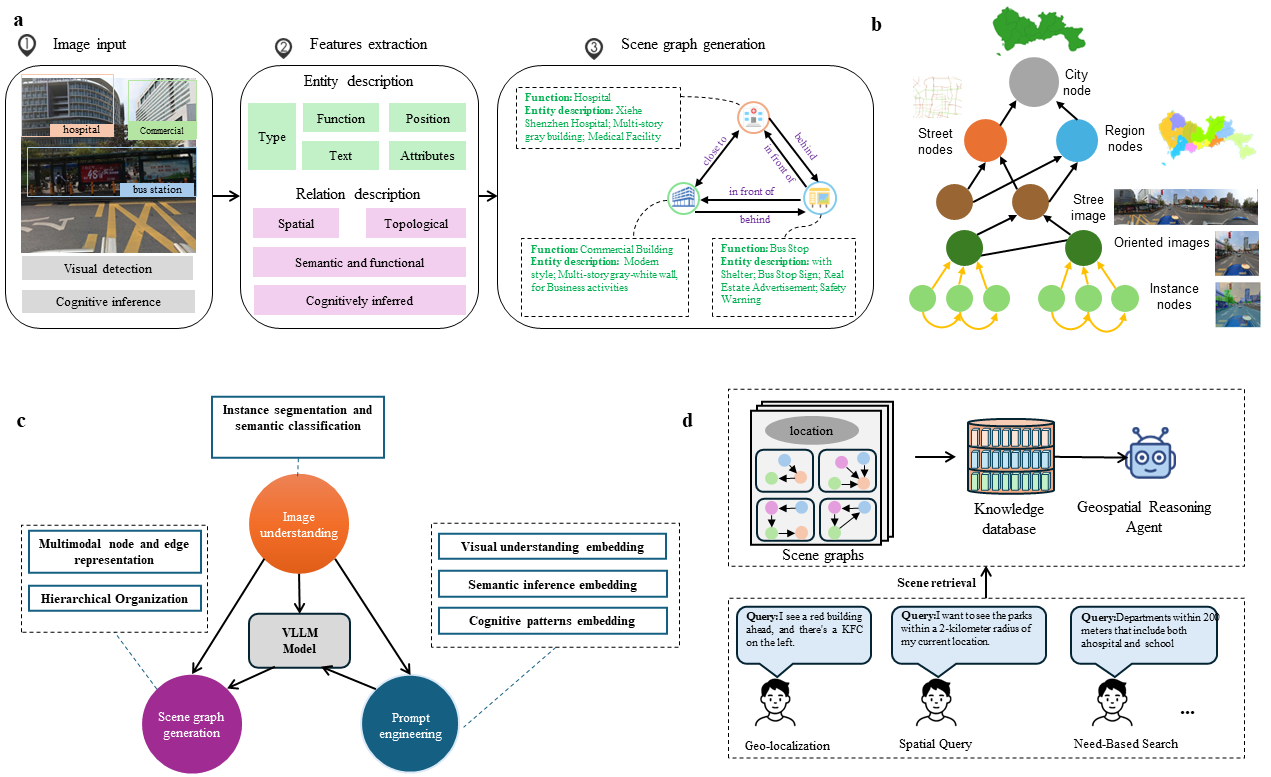 a
1
Image input
hospital
Commercial
bus station
Visual detection
Cognitive inference
2
Features extraction
Entity description
Type
Function
Position
Text
Attributes
Relation description
Spatial
Topological
Semantic and functional
Cognitively inferred
3
Scene graph generation
Function: Hospital
Entity description: Xiehe
Shenzhen Hospital; Multi-story
gray building; Medical Facility
close to
behind
in front of
in front of
behind
Function: Commercial Building
Entity description: Modern
style; Multi-story gray-white wall,
for Business activities
Function: Bus Stop
Entity description: with
Shelter; Bus Stop Sign; Real
Estate Advertisement; Safety
Warning
b
City
node
Street
nodes
Region
nodes
Stree
image
Oriented images
Instance
nodes
c
Instance segmentation and
semantic classification
Image
understanding
Multimodal node and edge
representation
Hierarchical Organization
Visual understanding embedding
Semantic inference embedding
Cognitive patterns embedding
VLLM
Model
Scene graph
generation
Prompt
engineering
d
location
Scene graphs
Knowledge
database
Geospatial Reasoning
Agent
Scene retrieval
Query:I see a red building
ahead, and there's a KFC
on the left.
Query:I want to see the parks
within a 2-kilometer radius of
my current location.
Query:Departments within 200
meters that include both
ahospital and school
...
Geo-localization
Spatial Query
Need-Based Search